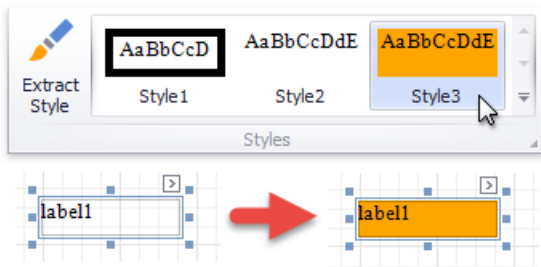 AaBbCcD
AaBbCcDdE
AaBbCcDdE
Extract
Style
Style1
Style2
Style3
Styles
label1
label1